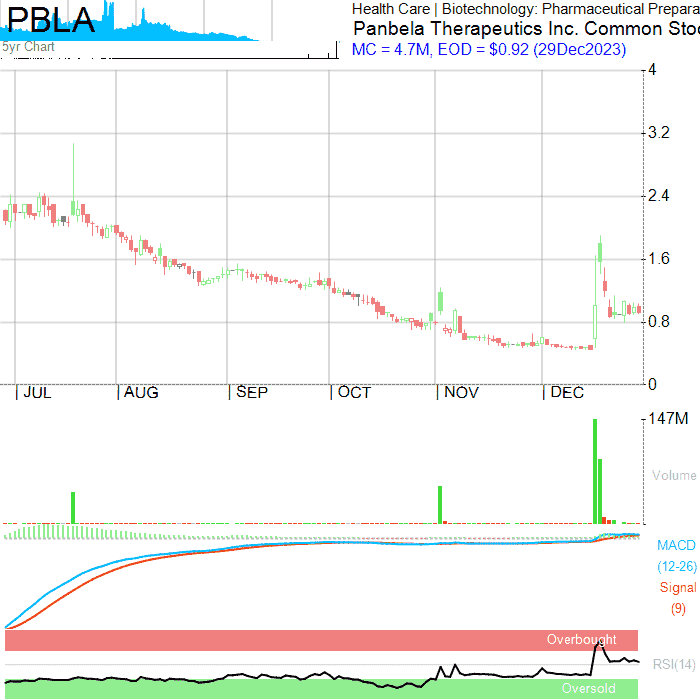 PBLA
5yr Chart
Health Care | Biotechnology: Pharmaceutical Prepara
Panbela Therapeutics Inc. Common Stoc
MC = 4.7M, EOD = $0.92 (29Dec2023)
4
3.2
2.4
1.6
0.8
0
| JUL | AUG | SEP | OCT | NOV | DEC
147M
Volume
MACD
(12-26)
Signal
(9)
Overbought
RSI(14)
Oversold